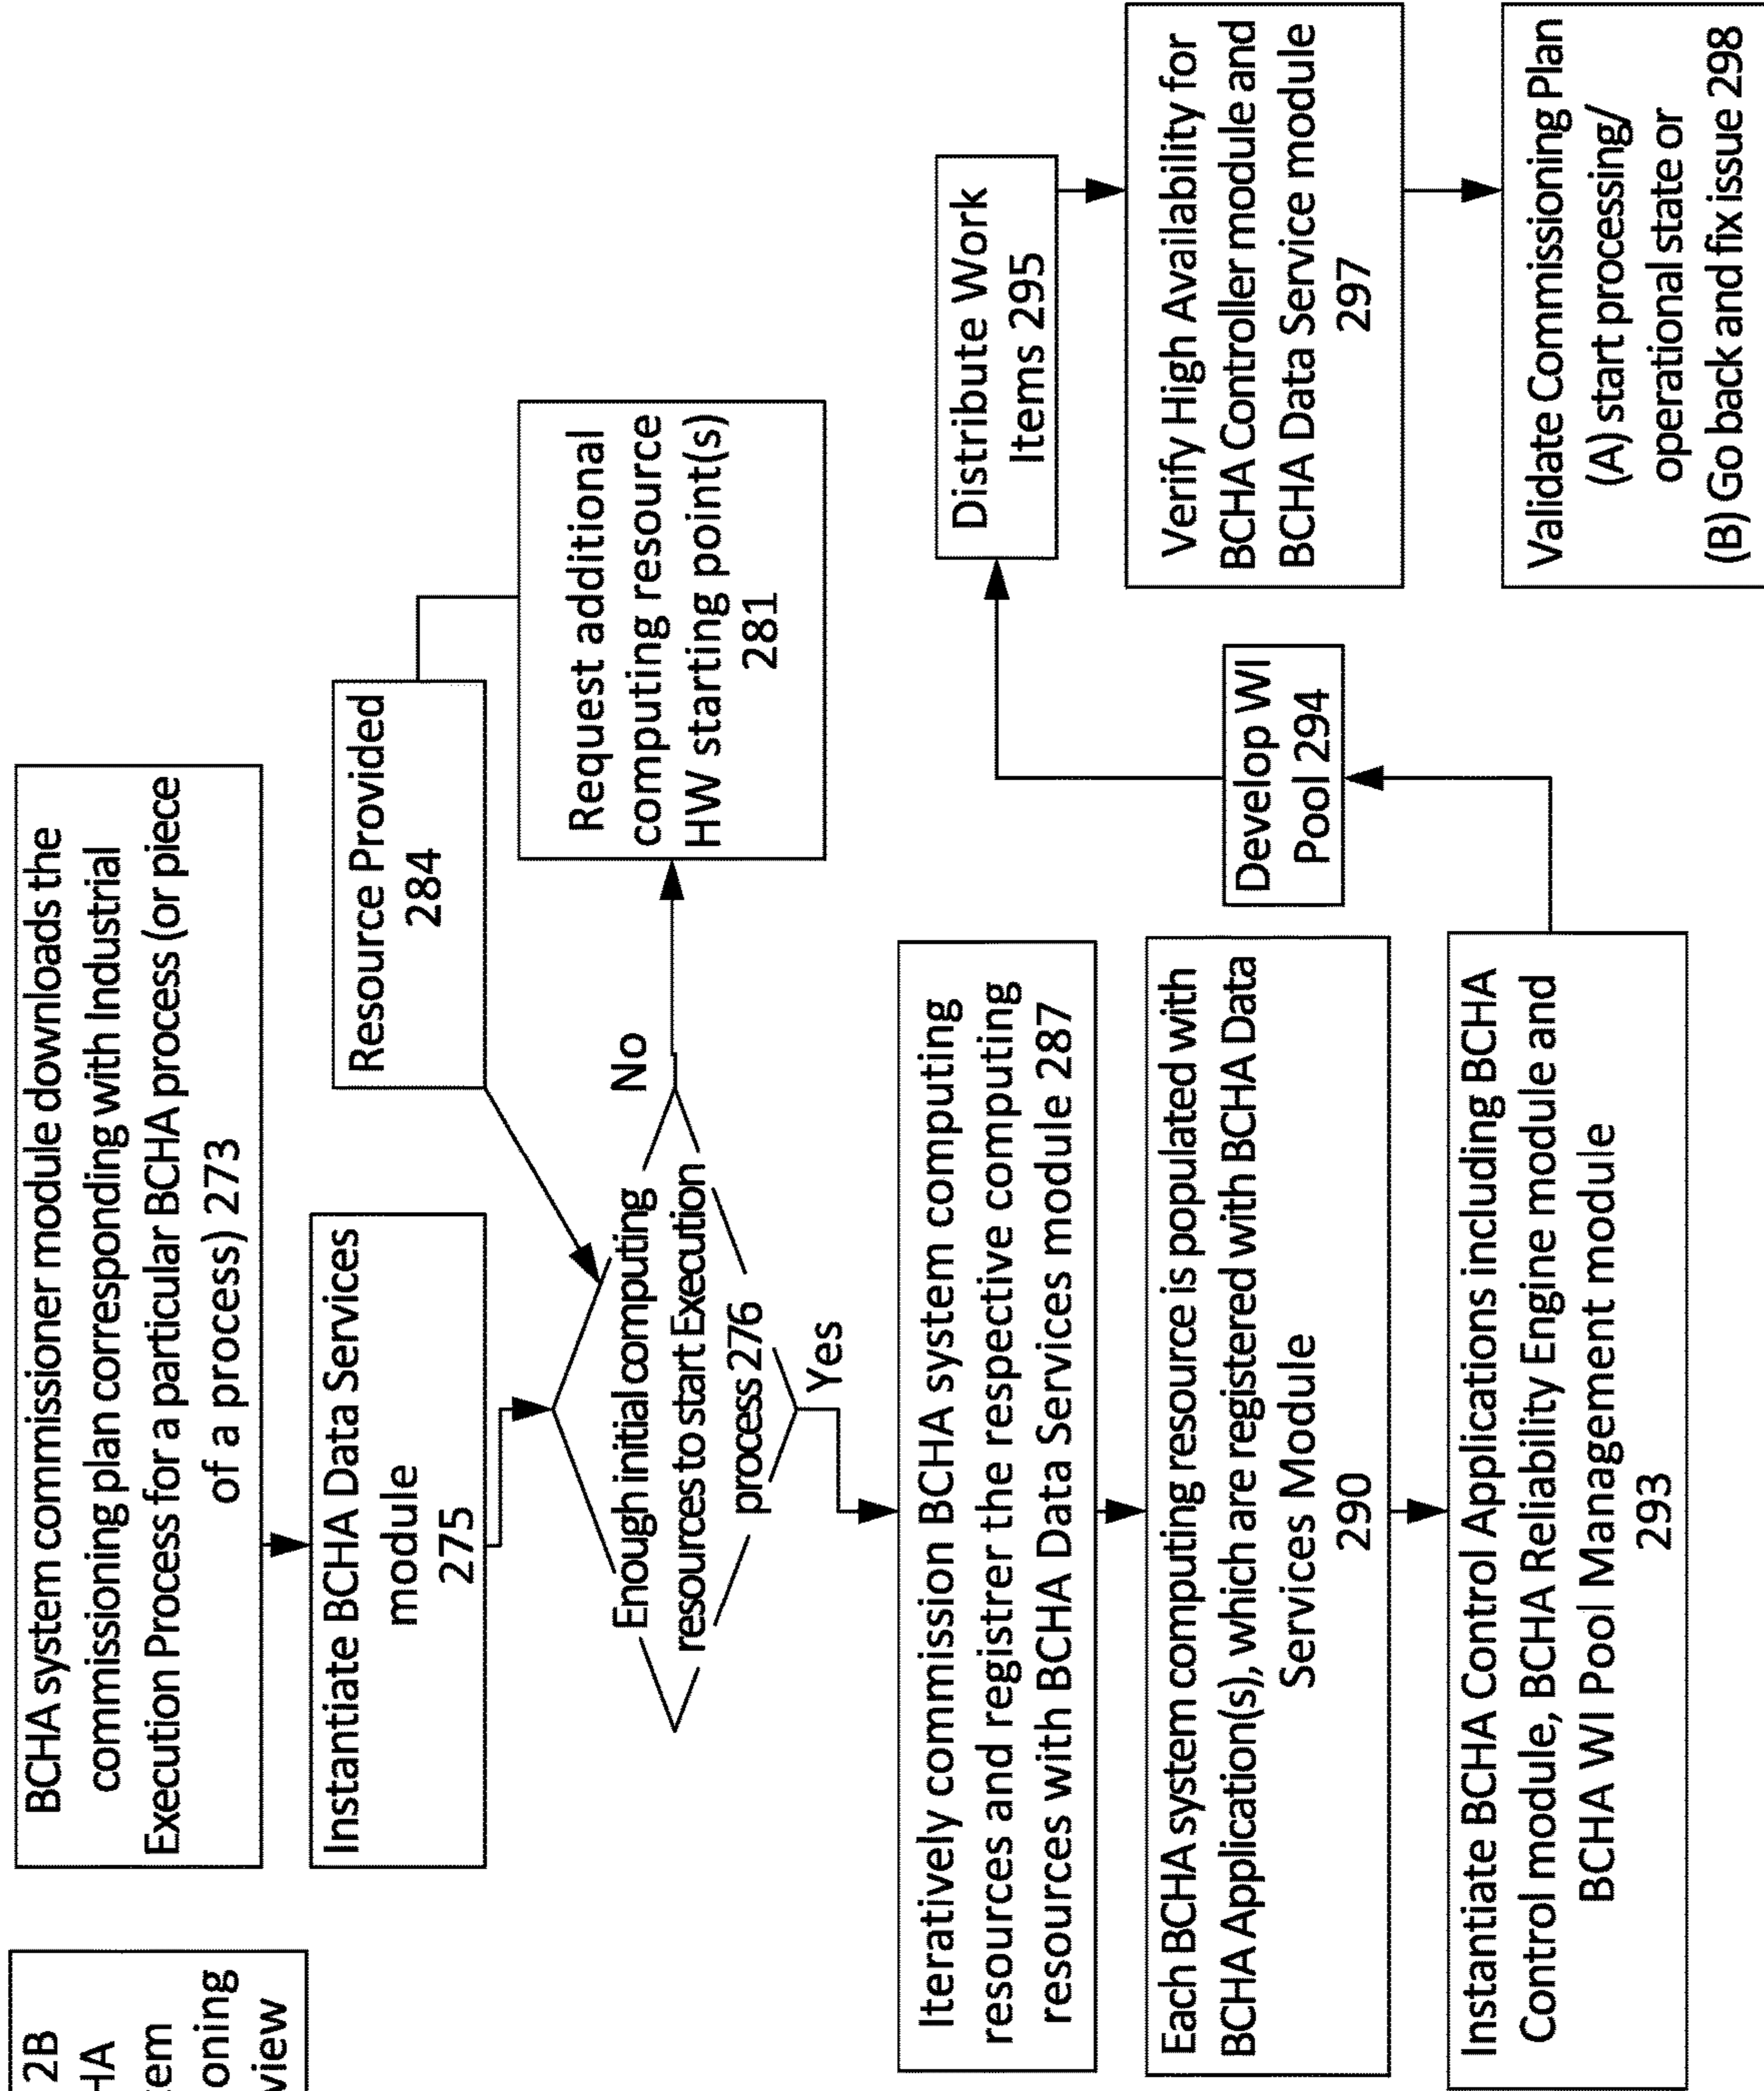 2B
HA
em
oning
view
BCHA system commissioner module downloads the
commissioning plan corresponding with Industrial
Execution Process for a particular BCHA process (or piece
of a process) 273
Instantiate BCHA Data Services
module
275
Enough initial computing
resources to start Execution
process 276
No
Yes
Resource Provided
284
Request additional
computing resource
HW starting point(s)
281
Iteratively commission BCHA system computing
resources and registrer the respective computing
resources with BCHA Data Services module 287
Each BCHA system computing resource is populated with
BCHA Application(s), which are registered with BCHA Data
Services Module
290
Instantiate BCHA Control Applications including BCHA
Control module, BCHA Reliability Engine module and
BCHA WI Pool Management module
293
Develop WI
Pool 294
Distribute Work
Items 295
Verify High Availability for
BCHA Controller module and
BCHA Data Service module
297
Validate Commissioning Plan
(A) start processing/
operational state or
(B) Go back and fix issue 298